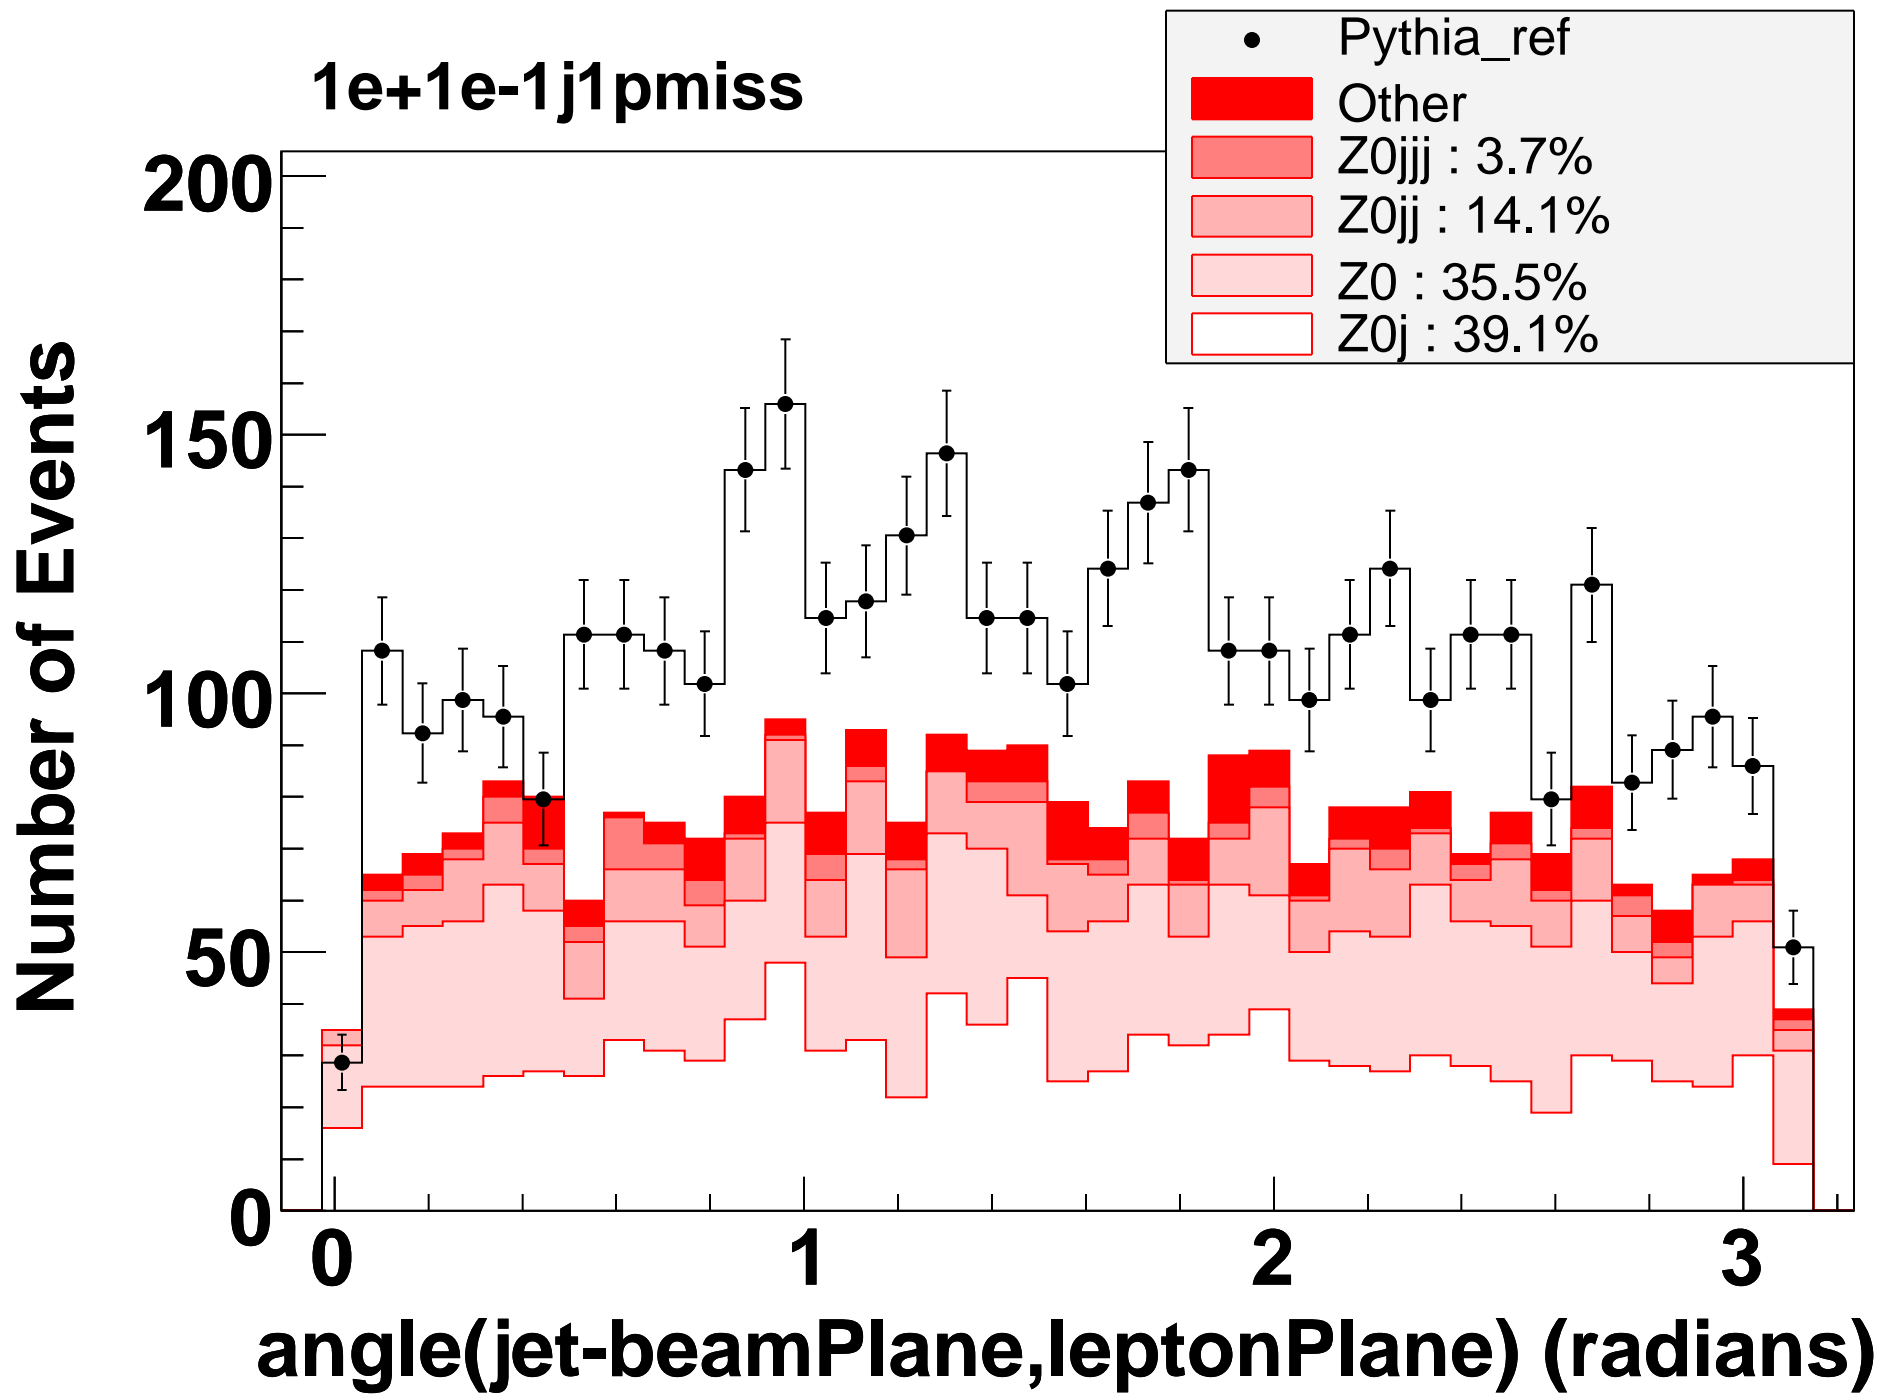 1e+1e-1j1pmiss
Pythia_ref
Other
Z0jjj : 3.7%
Z0jj : 14.1%
Z0 : 35.5%
Z0j : 39.1%
Number of Events
200
150
100
50
0
0 1 2 3
angle(jet-beamPlane,leptonPlane) (radians)